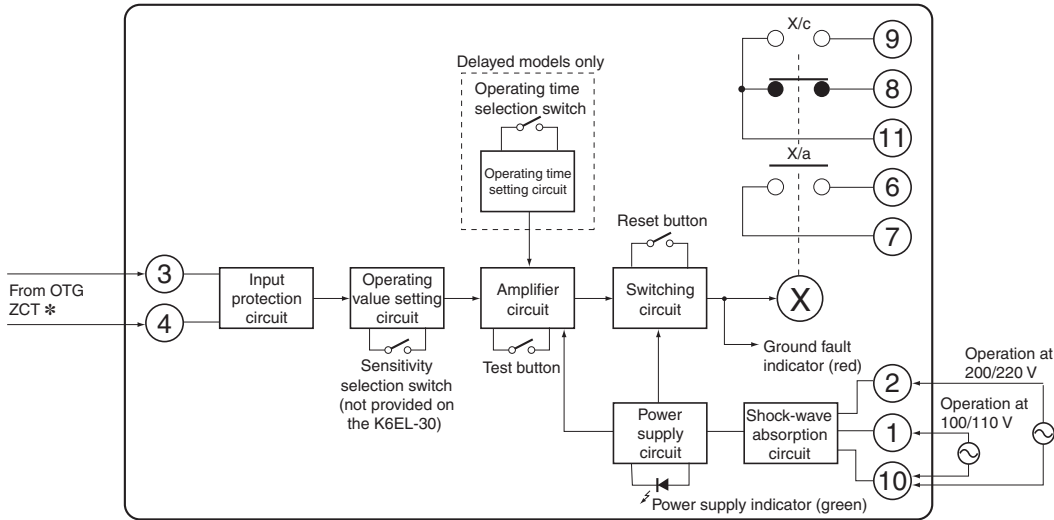 X/c
9
8
11
X/a
6
7
Delayed models only
Operating time
selection switch
Operating time
setting circuit
Reset button
3
4
From OTG
ZCT *
Input
protection
circuit
Operating
value setting
circuit
Amplifier
circuit
Switching
circuit
X
Sensitivity
selection switch
(not provided on
the K6EL-30)
Test button
Ground fault
indicator (red)
Power
supply
circuit
Shock-wave
absorption
circuit
2
1
10
Operation at
200/220 V
Operation at
100/110 V
Power supply indicator (green)